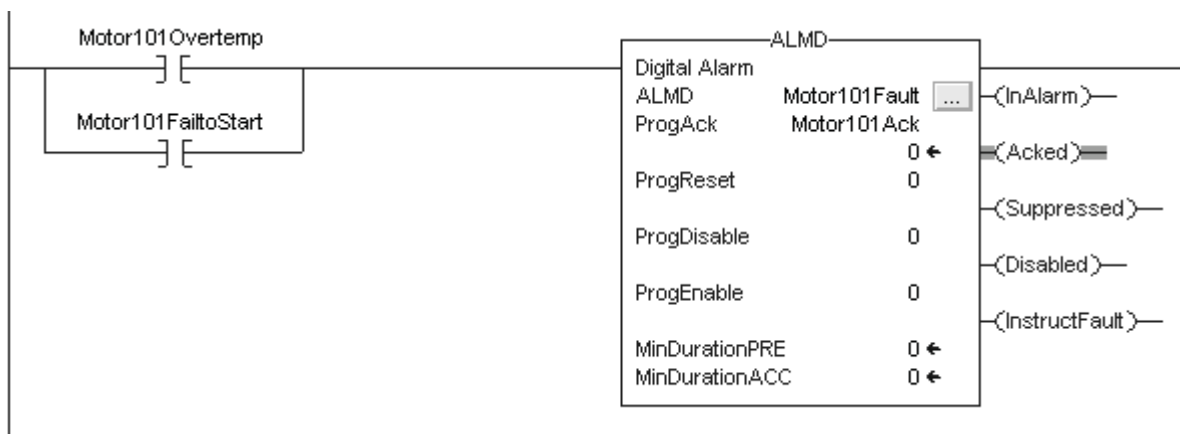 Motor101Overtemp
Motor101FailtoStart
ALMD
Digital Alarm
ALMD Motor101Fault ...
ProgAck Motor101Ack
0
ProgReset 0
ProgDisable 0
ProgEnable 0
MinDurationPRE 0
MinDurationACC 0
(InAlarm)
(Acked)
(Suppressed)
(Disabled)
(InstructFault)